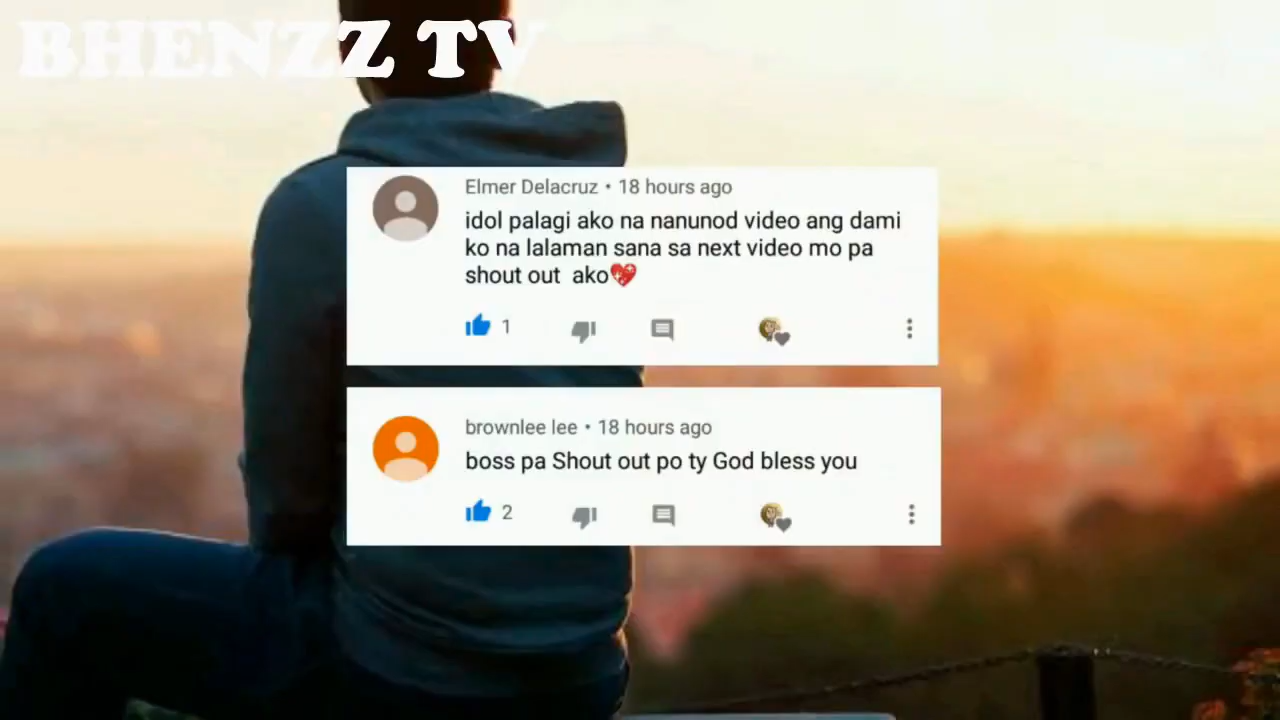 BHENZZ TV
Elmer Delacruz • 18 hours ago
idol palagi ako na nanunod video ang dami
ko na lalaman sana sa next video mo pa
shout out ako💖
1
brownlee lee • 18 hours ago
boss pa Shout out po ty God bless you
2